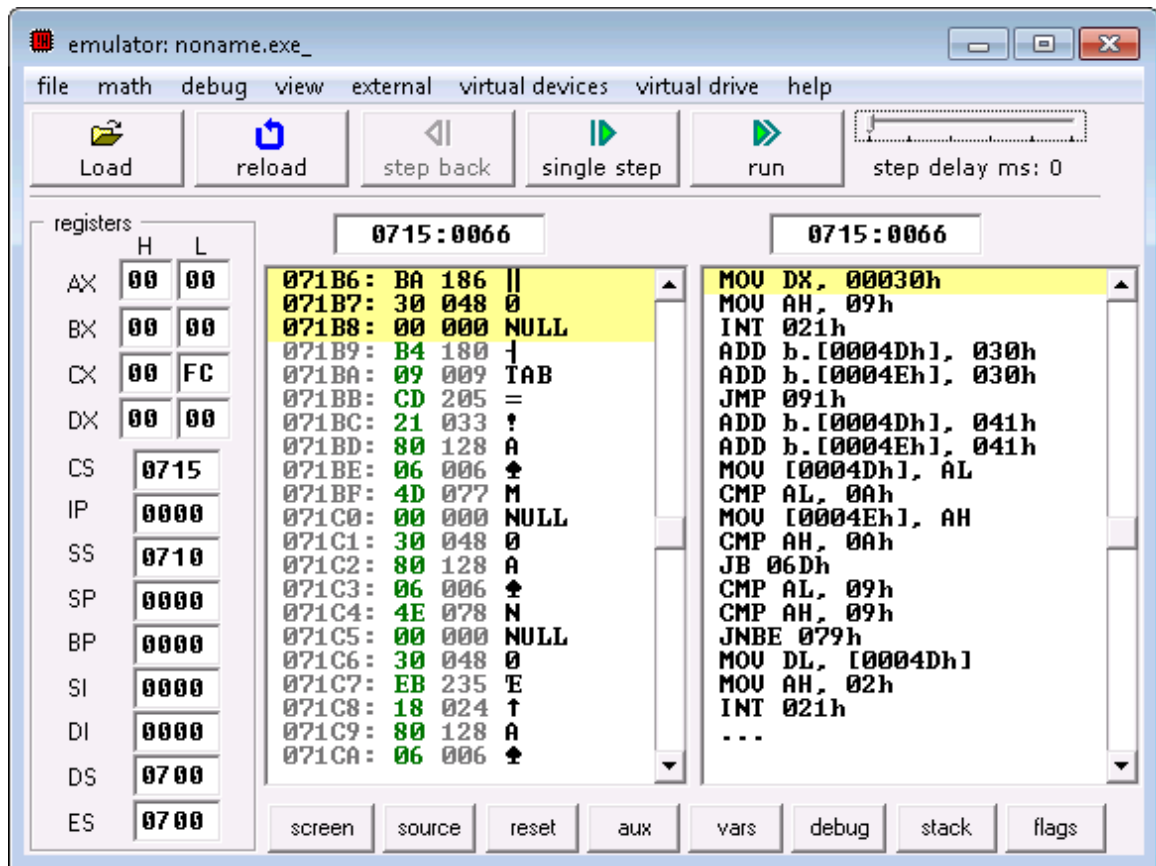 emulator: noname.exe_
file math debug view external virtual devices virtual drive help
Load reload step back single step run step delay ms: 0
registers
H L
0715:0066 0715:0066
AX 00 00
BX 00 00
CX 00 FC
DX 00 00
CS 0715
IP 0000
SS 0710
SP 0000
BP 0000
SI 0000
DI 0000
DS 0700
ES 0700
071B6: BA 186 ║
071B7: 30 048 0
071B8: 00 000 NULL
071B9: B4 180 ┤
071BA: 09 009 TAB
071BB: CD 205 =
071BC: 21 033 !
071BD: 80 128 A
071BE: 06 006 ♠
071BF: 4D 077 M
071C0: 00 000 NULL
071C1: 30 048 0
071C2: 80 128 A
071C3: 06 006 ♠
071C4: 4E 078 N
071C5: 00 000 NULL
071C6: 30 048 0
071C7: EB 235 E
071C8: 18 024 ↑
071C9: 80 128 A
071CA: 06 006 ♠
MOV DX, 00030h
MOV AH, 09h
INT 021h
ADD b.[0004Dh], 030h
ADD b.[0004Eh], 030h
JMP 091h
ADD b.[0004Dh], 041h
ADD b.[0004Eh], 041h
MOV [0004Dh], AL
CMP AL, 0Ah
MOV [0004Eh], AH
CMP AH, 0Ah
JB 06Dh
CMP AL, 09h
CMP AH, 09h
JNBE 079h
MOV DL, [0004Dh]
MOV AH, 02h
INT 021h
...
screen source reset aux vars debug stack flags